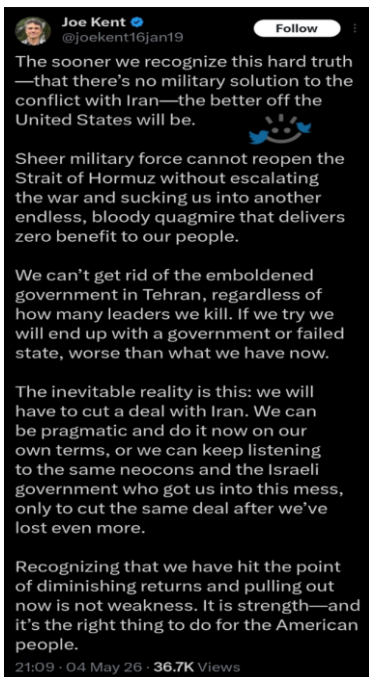 Joe Kent
@joekent16jan19
Follow
The sooner we recognize this hard truth
—that there's no military solution to the
conflict with Iran—the better off the
United States will be.
Sheer military force cannot reopen the
Strait of Hormuz without escalating
the war and sucking us into another
endless, bloody quagmire that delivers
zero benefit to our people.
We can't get rid of the emboldened
government in Tehran, regardless of
how many leaders we kill. If we try we
will end up with a government or failed
state, worse than what we have now.
The inevitable reality is this: we will
have to cut a deal with Iran. We can
be pragmatic and do it now on our
own terms, or we can keep listening
to the same neocons and the Israeli
government who got us into this mess,
only to cut the same deal after we've
lost even more.
Recognizing that we have hit the point
of diminishing returns and pulling out
now is not weakness. It is strength—and
it's the right thing to do for the American
people.
21:09 · 04 May 26 · 36.7K Views